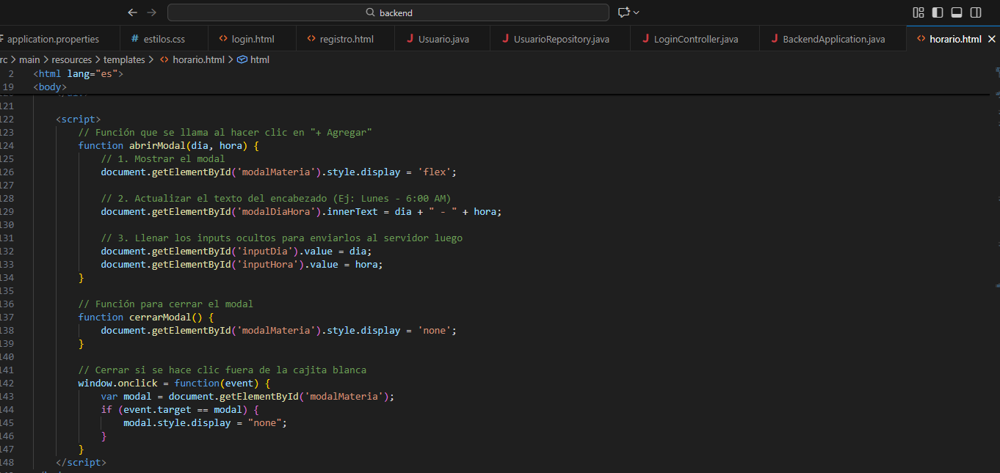 backend
application.properties
# estilos.css
<> login.html
<> registro.html
J Usuario.java
J UsuarioRepository.java
J LoginController.java
J BackendApplication.java
<> horario.html
rc > main > resources > templates > <> horario.html > html
2 <html lang="es">
19 <body>
121
122 <script>
123 // Función que se llama al hacer clic en "+ Agregar"
124 function abrirModal(dia, hora) {
125 // 1. Mostrar el modal
126 document.getElementById('modalMateria').style.display = 'flex';
127
128 // 2. Actualizar el texto del encabezado (Ej: Lunes - 6:00 AM)
129 document.getElementById('modalDiaHora').innerText = dia + " - " + hora;
130
131 // 3. Llenar los inputs ocultos para enviarlos al servidor luego
132 document.getElementById('inputDia').value = dia;
133 document.getElementById('inputHora').value = hora;
134 }
135
136 // Función para cerrar el modal
137 function cerrarModal() {
138 document.getElementById('modalMateria').style.display = 'none';
139 }
140
141 // Cerrar si se hace clic fuera de la cajita blanca
142 window.onclick = function(event) {
143 var modal = document.getElementById('modalMateria');
144 if (event.target == modal) {
145 modal.style.display = "none";
146 }
147 }
148 </script>